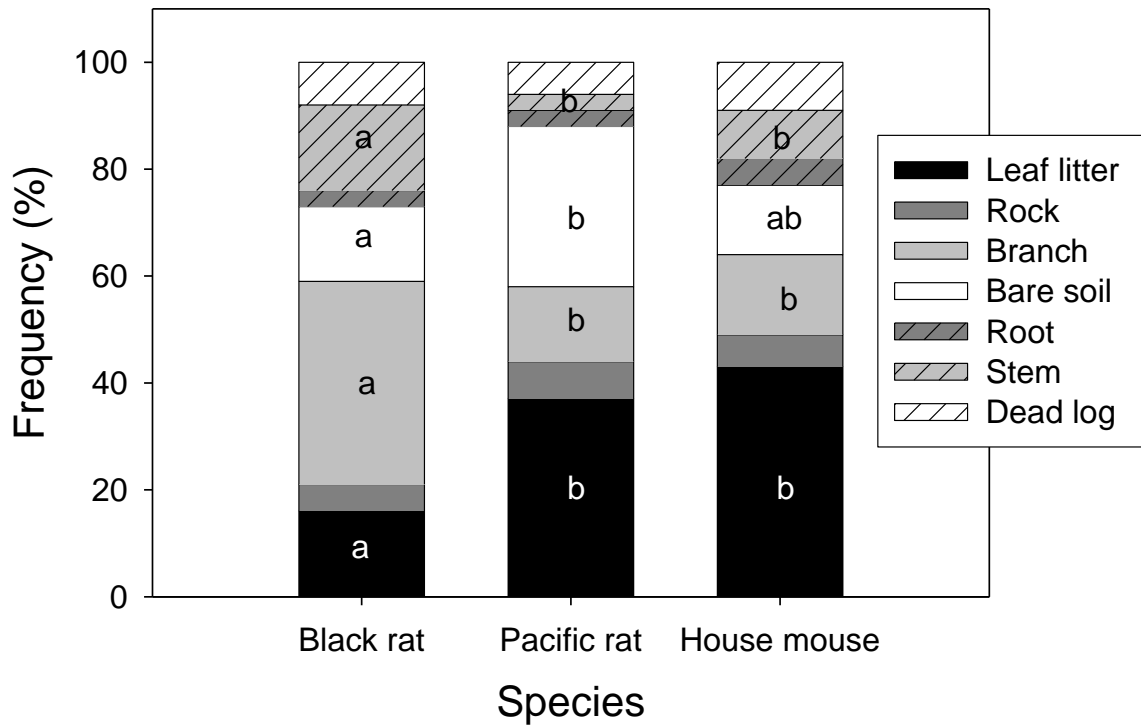 100
80
60
40
20
0
Frequency (%)
a
a
a
a
b
b
b
b
b
ab
b
b
Leaf litter
Rock
Branch
Bare soil
Root
Stem
Dead log
Black rat
Pacific rat
House mouse
Species